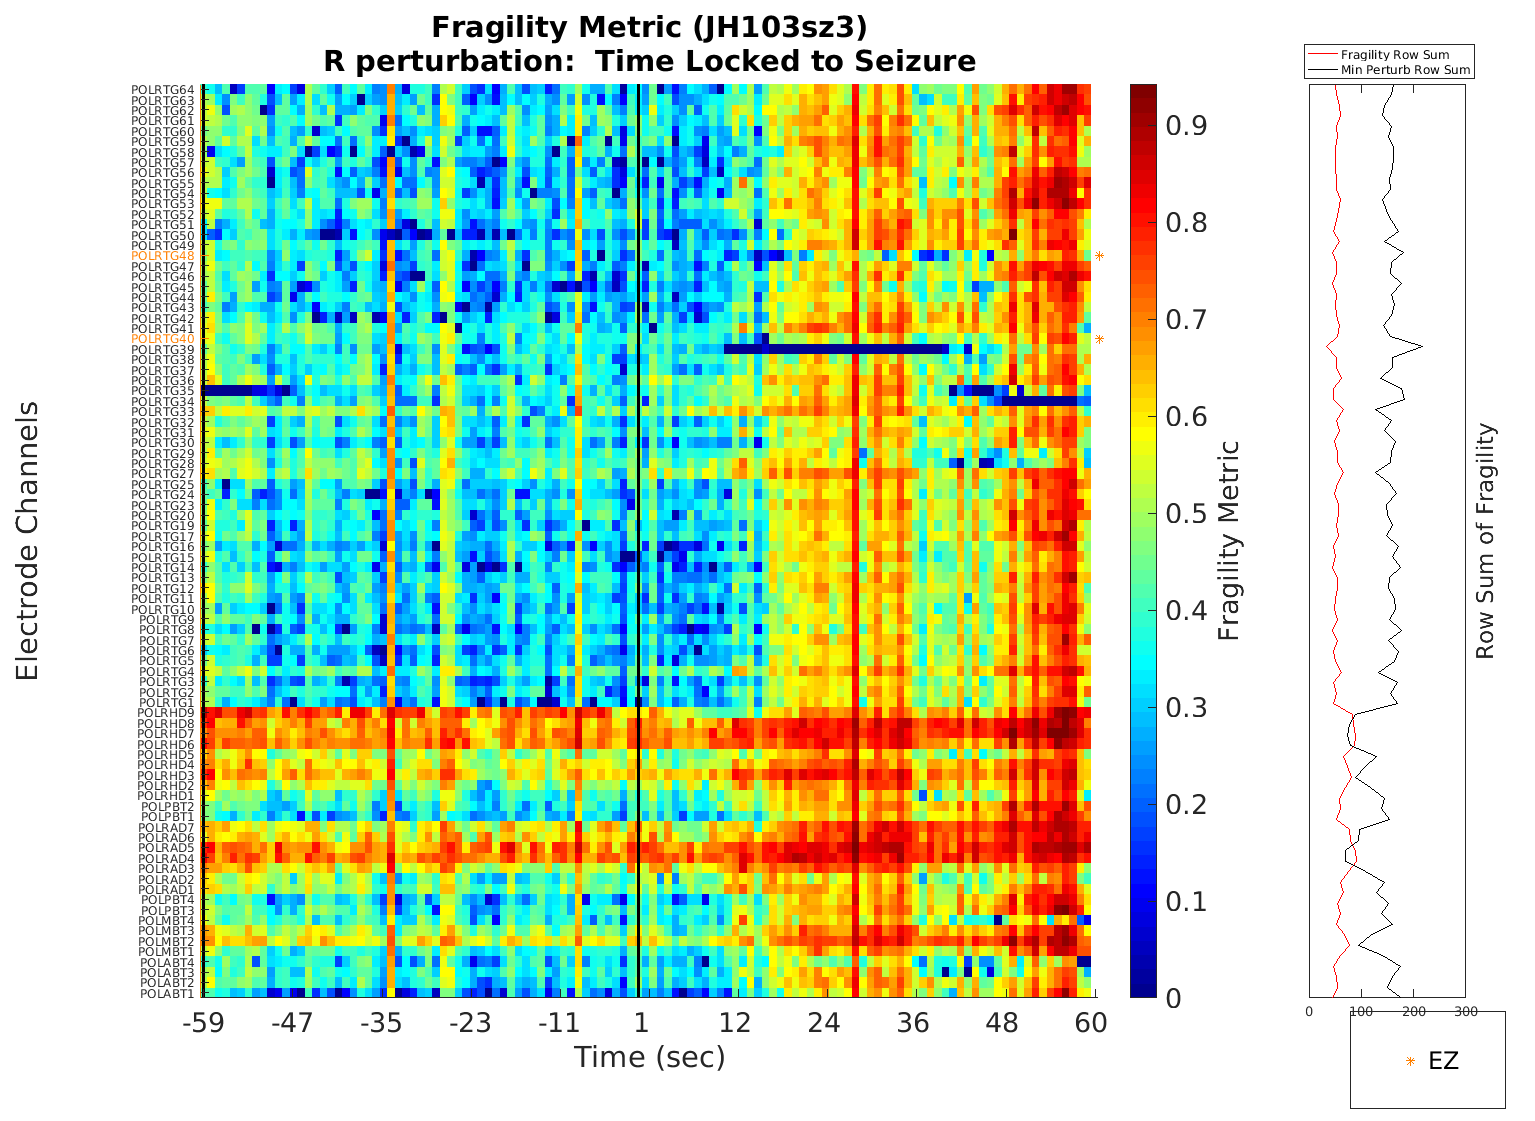 Fragility Metric (JH103sz3)
R perturbation:  Time Locked to Seizure
Fragility Row Sum
Min Perturb Row Sum
POLRTG64
POLRTG63
POLRTG62
POLRTG61
POLRTG60
POLRTG59
POLRTG58
POLRTG57
POLRTG56
POLRTG55
POLRTG54
POLRTG53
POLRTG52
POLRTG51
POLRTG50
POLRTG49
POLRTG48
POLRTG47
POLRTG46
POLRTG45
POLRTG44
POLRTG43
POLRTG42
POLRTG41
POLRTG40
POLRTG39
POLRTG38
POLRTG37
POLRTG36
POLRTG35
POLRTG34
POLRTG33
POLRTG32
POLRTG31
POLRTG30
POLRTG29
POLRTG28
POLRTG27
POLRTG25
POLRTG24
POLRTG23
POLRTG20
POLRTG19
POLRTG17
POLRTG16
POLRTG15
POLRTG14
POLRTG13
POLRTG12
POLRTG11
POLRTG10
POLRTG9
POLRTG8
POLRTG7
POLRTG6
POLRTG5
POLRTG4
POLRTG3
POLRTG2
POLRTG1
POLRHD9
POLRHD8
POLRHD7
POLRHD6
POLRHD5
POLRHD4
POLRHD3
POLRHD2
POLRHD1
POLPBT2
POLPBT1
POLRAD7
POLRAD6
POLRAD5
POLRAD4
POLRAD3
POLRAD2
POLRAD1
POLPBT4
POLPBT3
POLMBT4
POLMBT3
POLMBT2
POLMBT1
POLABT4
POLABT3
POLABT2
POLABT1
Electrode Channels
-59 -47 -35 -23 -11 1 12 24 36 48 60
Time (sec)
0.9
0.8
0.7
0.6
0.5
0.4
0.3
0.2
0.1
0
Fragility Metric
0 100 200 300
Row Sum of Fragility
EZ